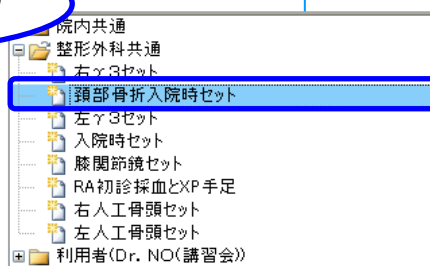 院内共通
整形外科共通
右γ3セット
頚部骨折入院時セット
左γ3セット
入院時セット
膝関節鏡セット
RA初診採血とXP手足
右人工骨頭セット
左人工骨頭セット
利用者(Dr. NO(講習会))